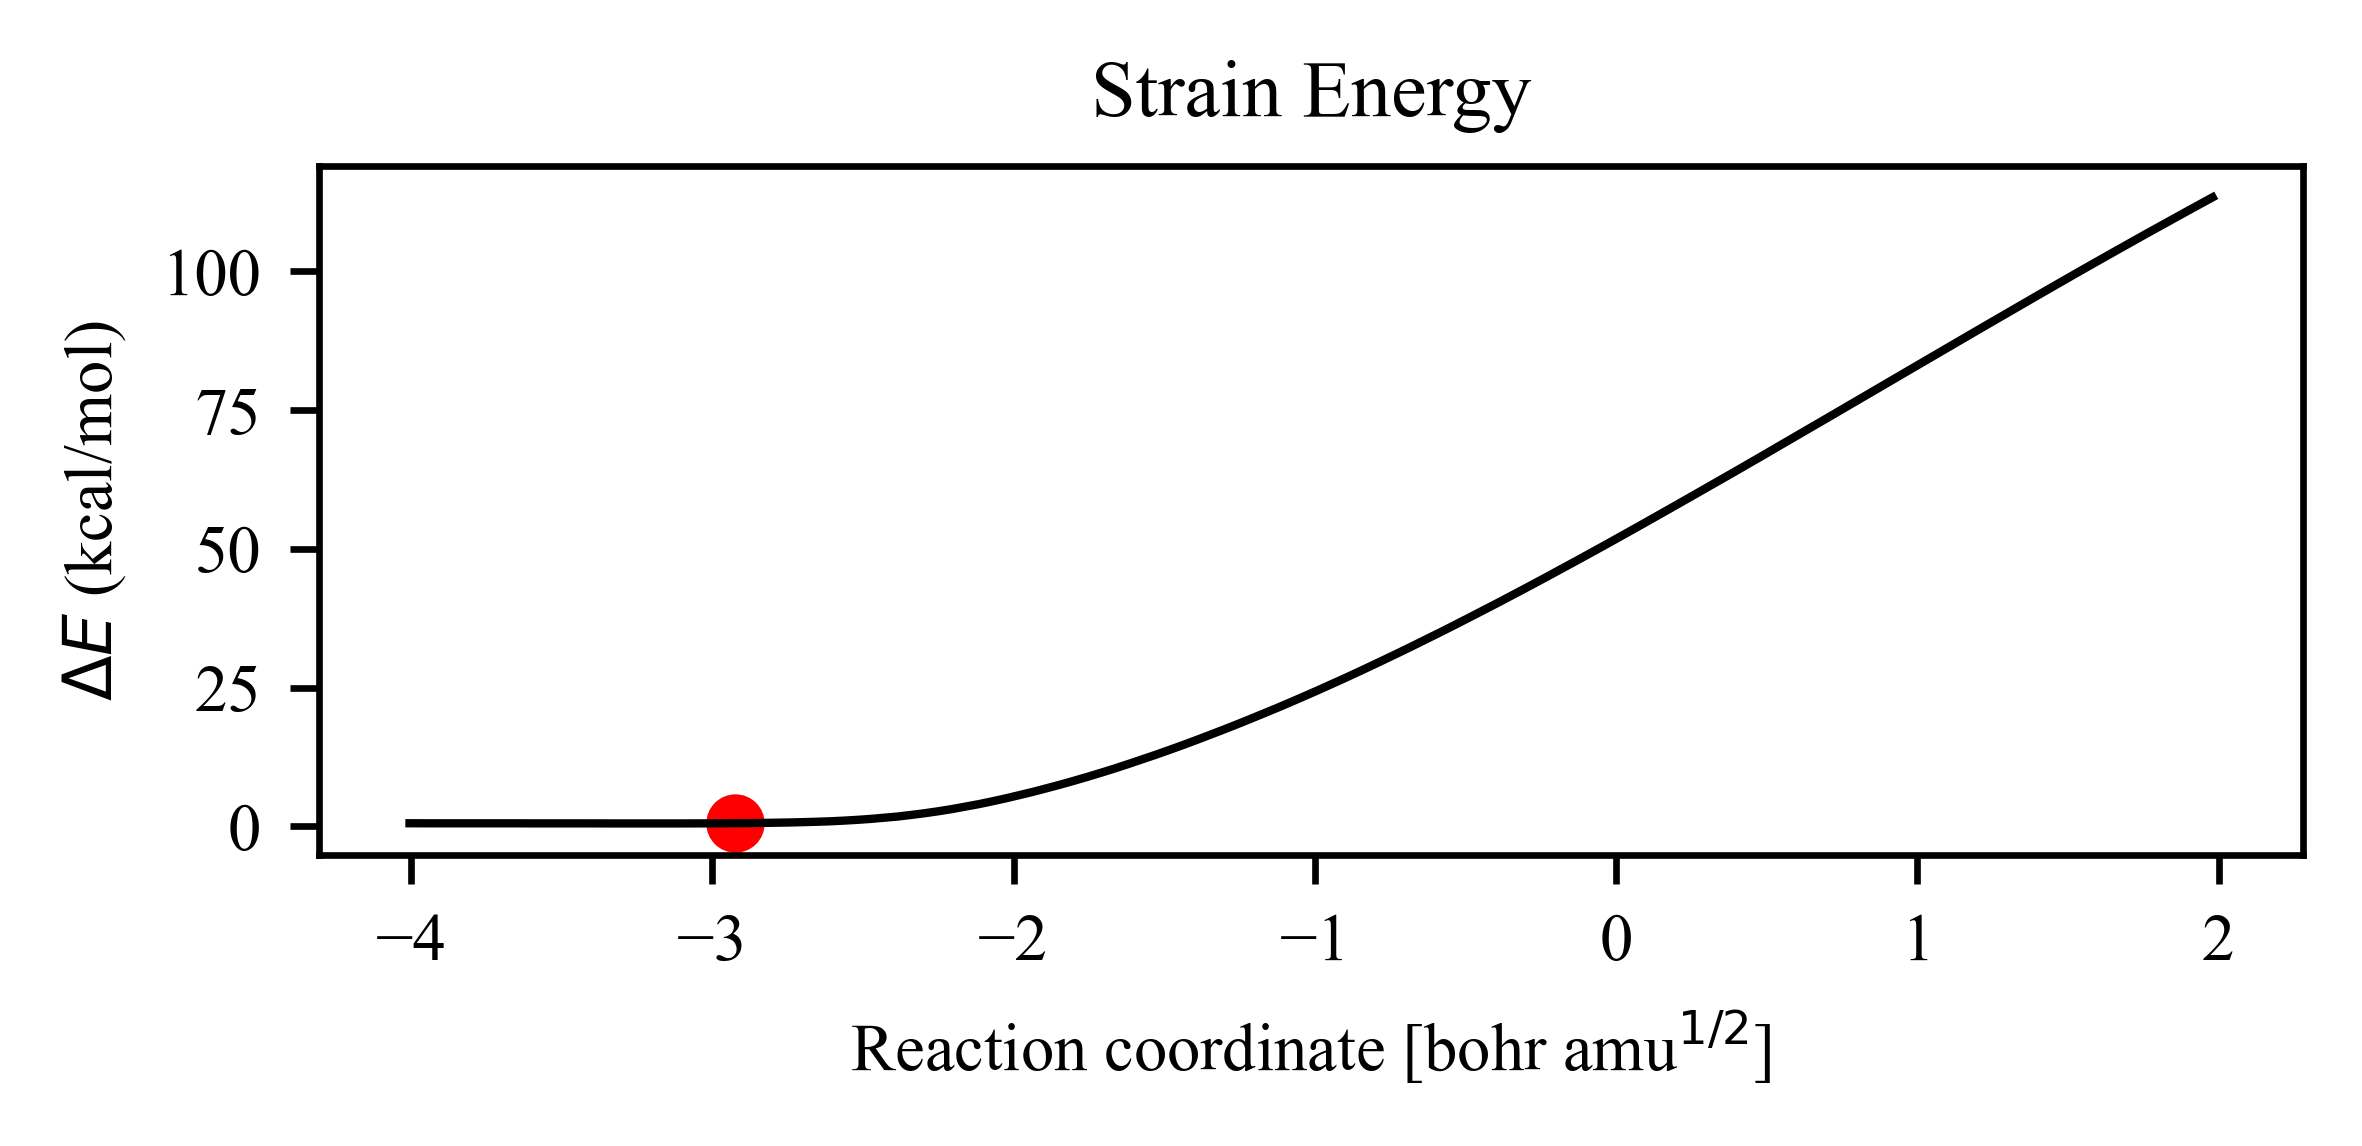 Strain Energy
ΔE (kcal/mol)
100
75
50
25
0
−4 −3 −2 −1 0 1 2
Reaction coordinate [bohr amu^1/2]